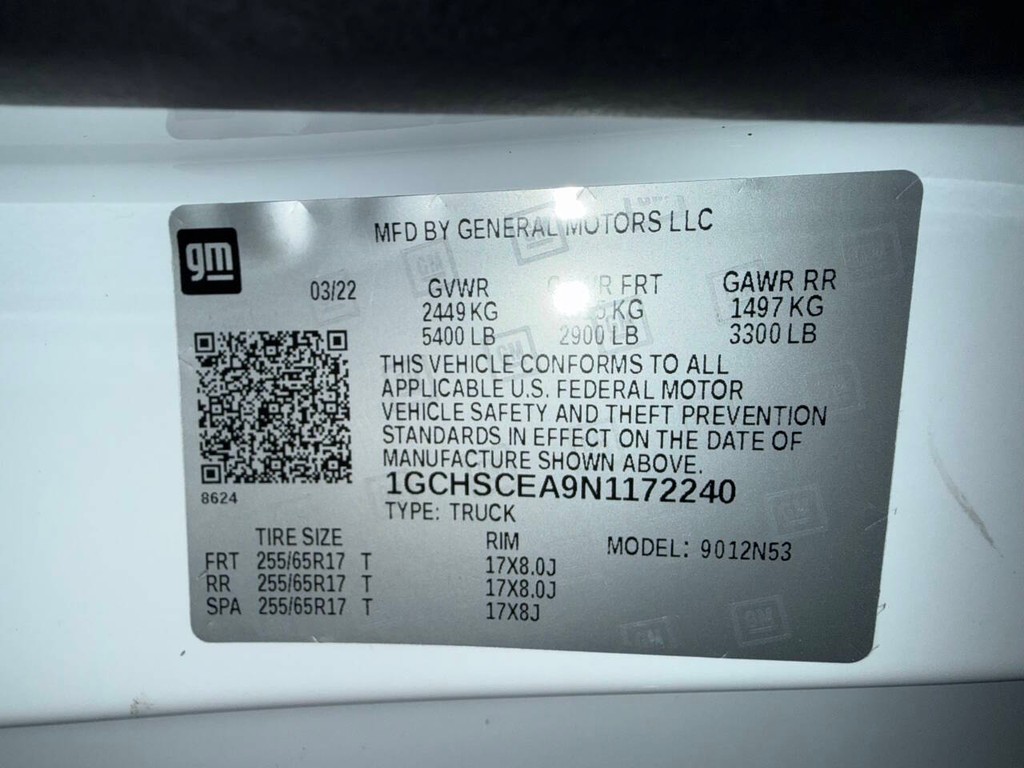 MFD BY GENERAL MOTORS LLC
gm
03/22 GVWR FRT GAWR RR
2449 KG KG 1497 KG
5400 LB 2900 LB 3300 LB
THIS VEHICLE CONFORMS TO ALL
APPLICABLE U.S. FEDERAL MOTOR
VEHICLE SAFETY AND THEFT PREVENTION
STANDARDS IN EFFECT ON THE DATE OF
MANUFACTURE SHOWN ABOVE.
8624 1GCHSCEA9N1172240
TYPE: TRUCK
TIRE SIZE RIM MODEL: 9012N53
FRT 255/65R17 T 17X8.0J
RR 255/65R17 T 17X8.0J
SPA 255/65R17 T 17X8J